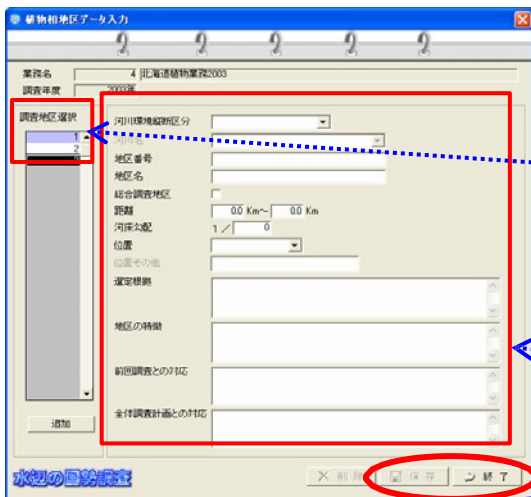 植物相地区データ入力
業務名 4 北海道植物業務2003
調査年度 2003年
調査地区選択
1
2
河川環境縦断区分
河川名
地区番号
地区名
総合調査地区
距離 0.0 Km～ 0.0 Km
河床勾配 1／ 0
位置
位置その他
選定根拠
地区の特徴
前回調査との対応
全体調査計画との対応
追加
水辺の国勢調査
削除 保存 終了